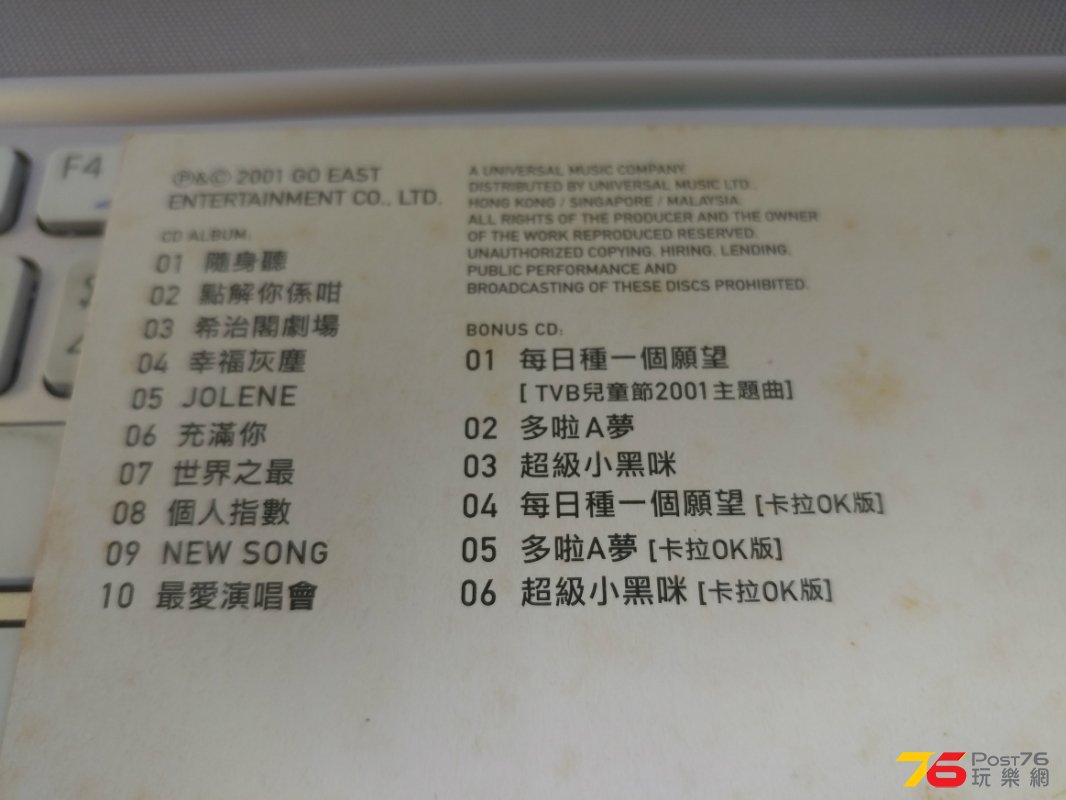 F4
$
4
℗&© 2001 GO EAST
ENTERTAINMENT CO., LTD.
CD ALBUM:
01 隨身聽
02 點解你係咁
03 希治閣劇場
04 幸福灰塵
05 JOLENE
06 充滿你
07 世界之最
08 個人指數
09 NEW SONG
10 最愛演唱會
A UNIVERSAL MUSIC COMPANY.
DISTRIBUTED BY UNIVERSAL MUSIC LTD.,
HONG KONG / SINGAPORE / MALAYSIA.
ALL RIGHTS OF THE PRODUCER AND THE OWNER
OF THE WORK REPRODUCED RESERVED.
UNAUTHORIZED COPYING, HIRING, LENDING,
PUBLIC PERFORMANCE AND
BROADCASTING OF THESE DISCS PROHIBITED.
BONUS CD:
01 每日種一個願望
[ TVB兒童節2001主題曲]
02 多啦A夢
03 超級小黑咪
04 每日種一個願望 [卡拉OK版]
05 多啦A夢 [卡拉OK版]
06 超級小黑咪 [卡拉OK版]
76 POST76
玩樂網